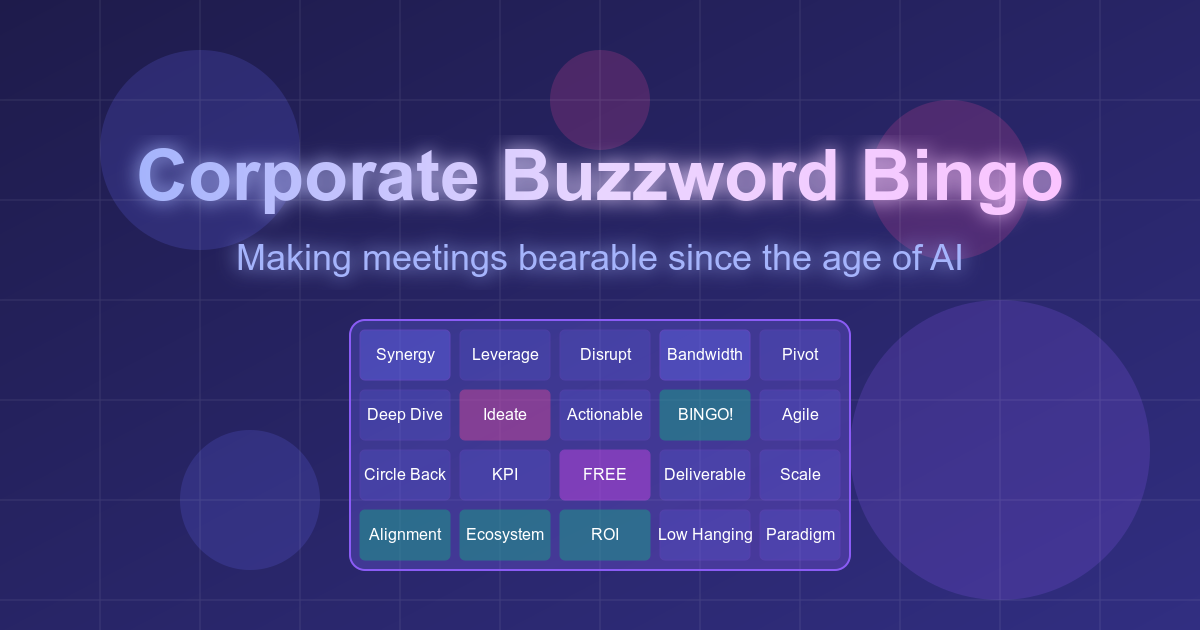 Corporate Buzzword Bingo
Making meetings bearable since the age of AI
Synergy Leverage Disrupt Bandwidth Pivot
Deep Dive Ideate Actionable BINGO! Agile
Circle Back KPI FREE Deliverable Scale
Alignment Ecosystem ROI Low Hanging Paradigm